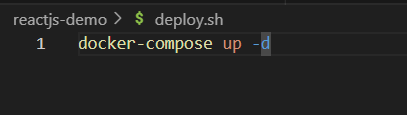 reactjs-demo > $ deploy.sh
1 docker-compose up -d